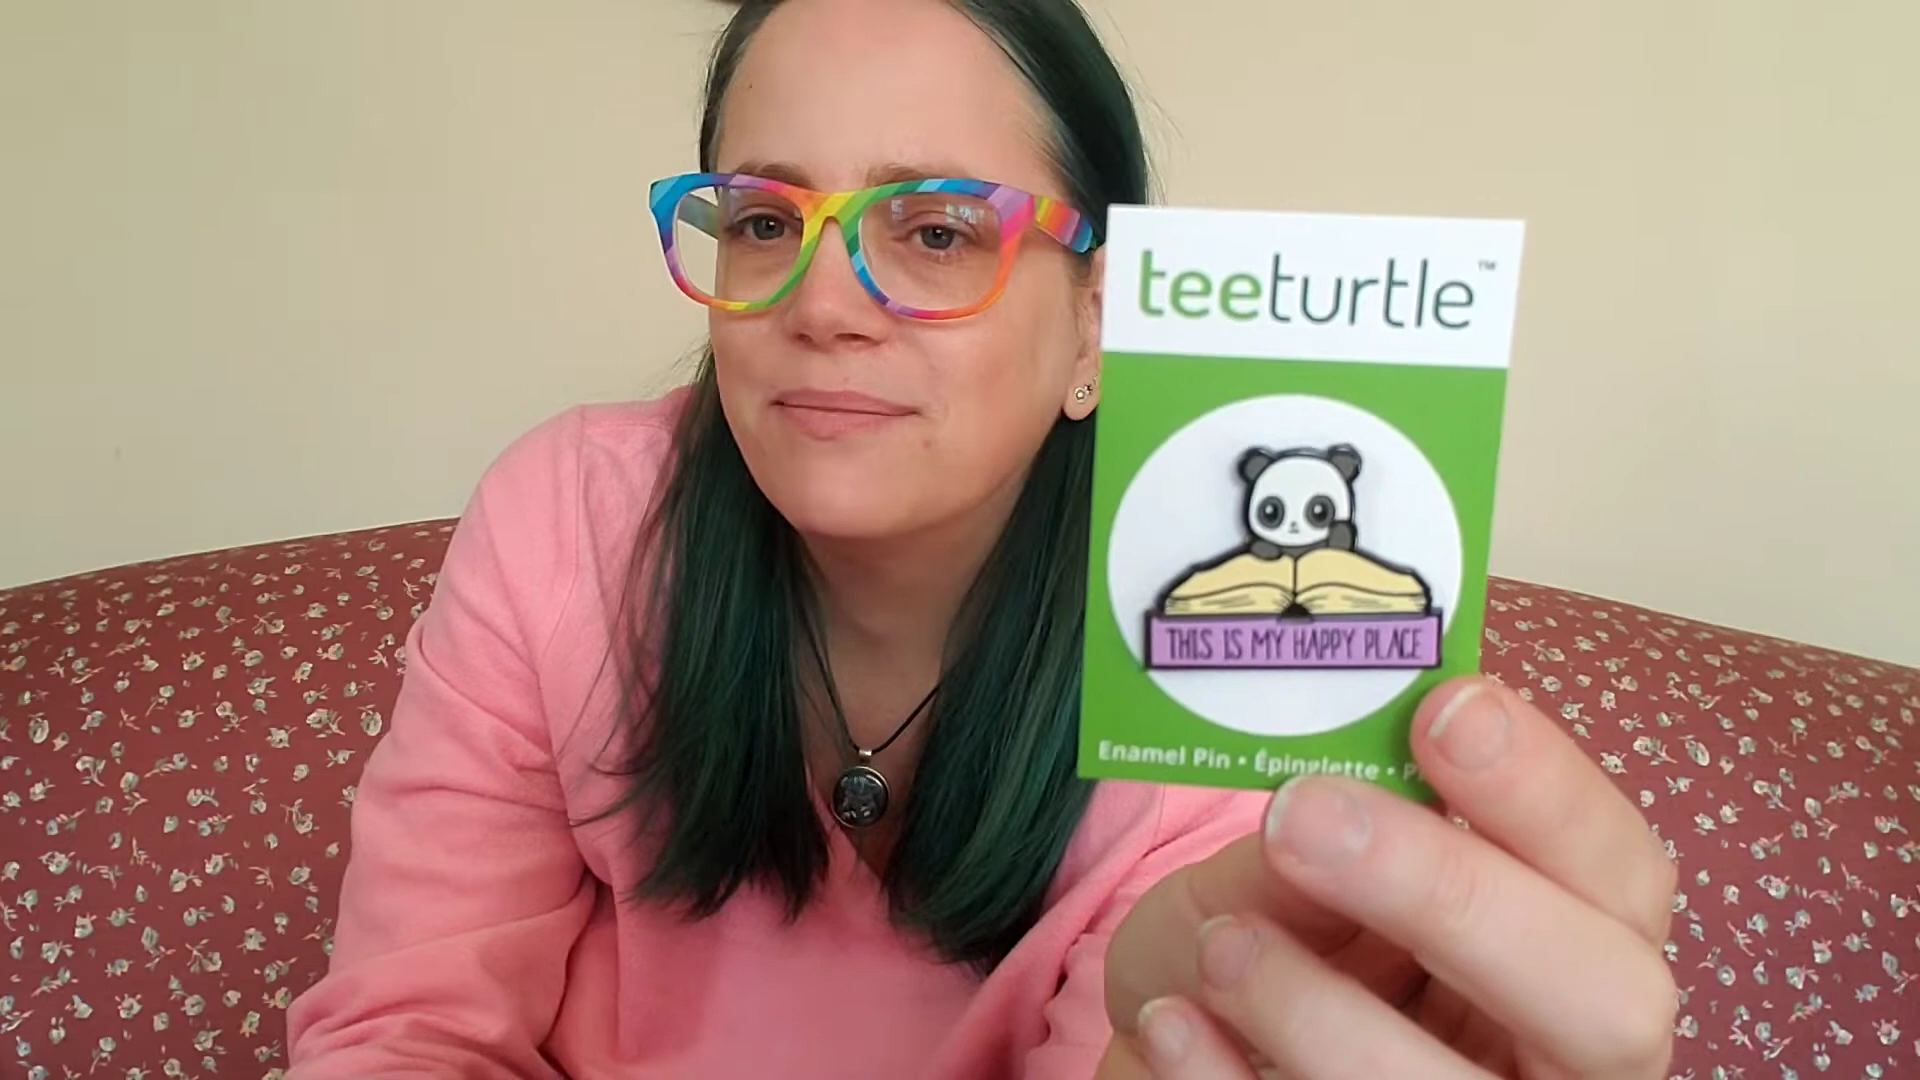 teeturtle™
THIS IS MY HAPPY PLACE
Enamel Pin • Épinglette •